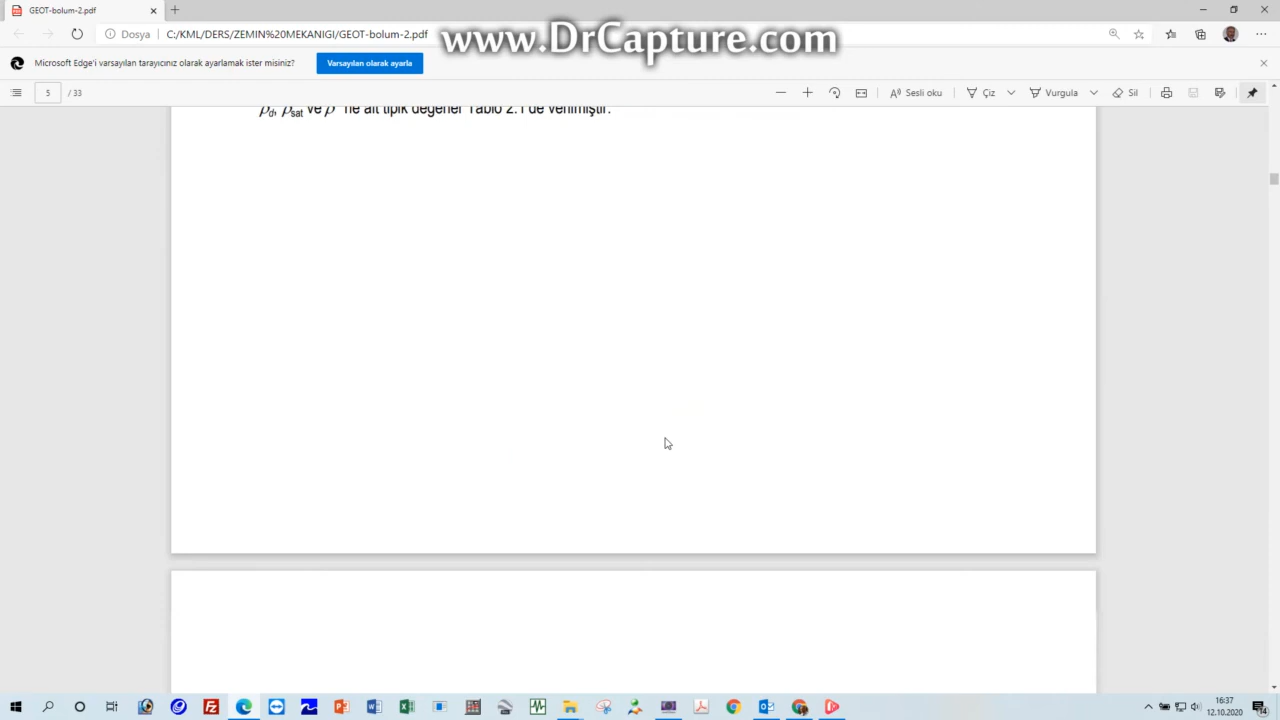 GEOT-bolum-2.pdf
www.DrCapture.com
Dosya
C:/KML/DERS/ZEMIN%20MEKANIGI/GEOT-bolum-2.pdf
Microsoft Edge'i varsayılan tarayıcınız olarak ayarlamak ister misiniz?
Varsayılan olarak ayarla
5 / 33
Sesli oku
Çiz
Vurgula
Sil
ρd, ρsat ve ρ' ne ait tipik değerler Tablo 2.1'de verilmiştir.
16:37
12.10.2020